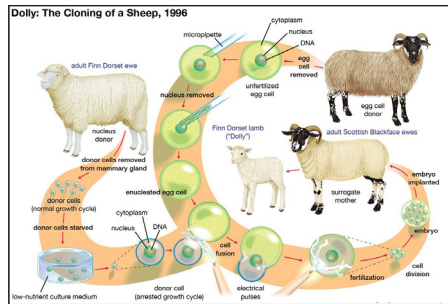 Dolly: The Cloning of a Sheep, 1996
adult Finn Dorset ewe
nucleus
donor
micropipette
cytoplasm
nucleus
DNA
egg
cell
removed
unfertilized
egg cell
egg cell
donor
nucleus removed
donor cells removed
from mammary gland
Finn Dorset lamb
("Dolly")
adult Scottish Blackface ewes
surrogate
mother
embryo
implanted
donor cells
(normal growth cycle)
donor cells starved
enucleated egg cell
cytoplasm
nucleus
DNA
low-nutrient culture medium
donor cell
(arrested growth cycle)
cell
fusion
electrical
pulses
fertilization
cell
division
embryo